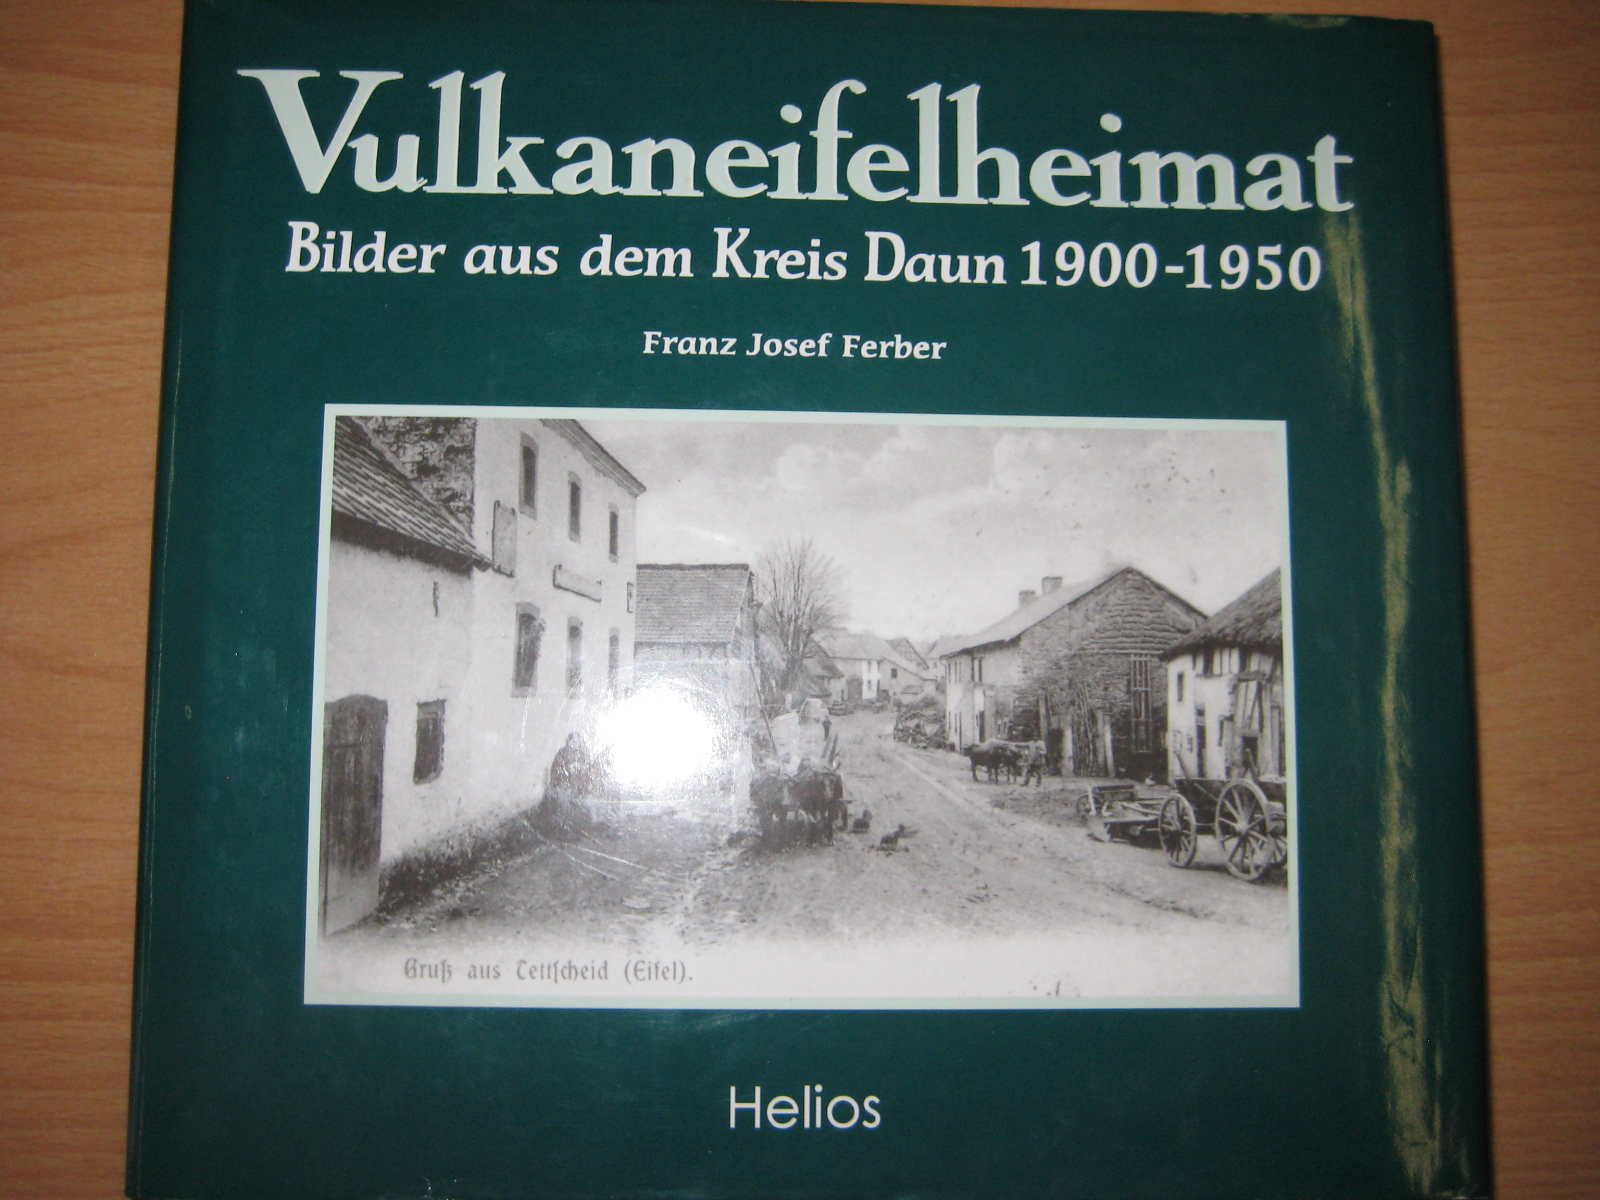 Vulkaneifelheimat
Bilder aus dem Kreis Daun 1900-1950
Franz Josef Ferber
Gruß aus Tettscheid (Eifel).
Helios